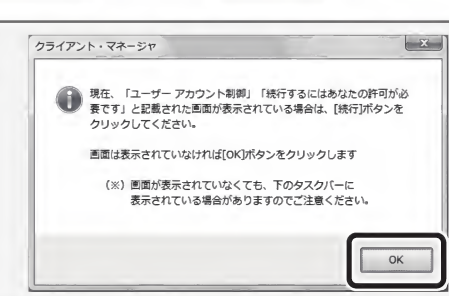 クライアント・マネージャ
現在、「ユーザー アカウント制御」「続行するにはあなたの許可が必
要です」と記載された画面が表示されている場合は、[続行]ボタンを
クリックしてください。
画面は表示されていなければ[OK]ボタンをクリックします
（※）画面が表示されていなくても、下のタスクバーに
表示されている場合がありますのでご注意ください。
OK